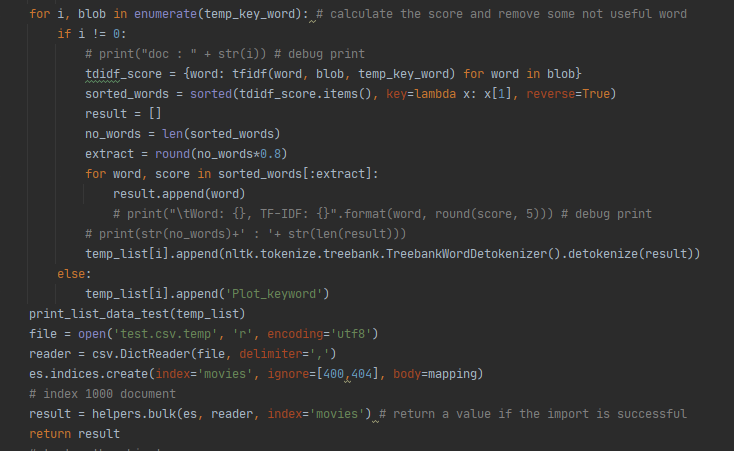 for i, blob in enumerate(temp_key_word): # calculate the score and remove some not useful word
if i != 0:
# print("doc : " + str(i)) # debug print
tdidf_score = {word: tfidf(word, blob, temp_key_word) for word in blob}
sorted_words = sorted(tdidf_score.items(), key=lambda x: x[1], reverse=True)
result = []
no_words = len(sorted_words)
extract = round(no_words*0.8)
for word, score in sorted_words[:extract]:
result.append(word)
# print("\tWord: {}, TF-IDF: {}".format(word, round(score, 5))) # debug print
# print(str(no_words)+' : '+ str(len(result)))
temp_list[i].append(nltk.tokenize.treebank.TreebankWordDetokenizer().detokenize(result))
else:
temp_list[i].append('Plot_keyword')
print_list_data_test(temp_list)
file = open('test.csv.temp', 'r', encoding='utf8')
reader = csv.DictReader(file, delimiter=',')
es.indices.create(index='movies', ignore=[400,404], body=mapping)
# index 1000 document
result = helpers.bulk(es, reader, index='movies') # return a value if the import is successful
return result